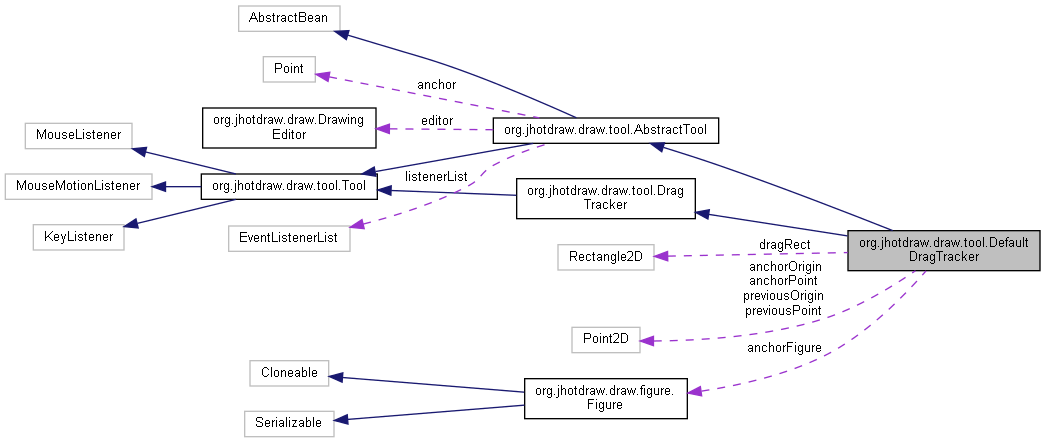 AbstractBean
Point
anchor
org.jhotdraw.draw.Drawing
Editor
editor
org.jhotdraw.draw.tool.AbstractTool
MouseListener
MouseMotionListener
org.jhotdraw.draw.tool.Tool
listenerList
org.jhotdraw.draw.tool.Drag
Tracker
KeyListener
EventListenerList
Rectangle2D
dragRect
org.jhotdraw.draw.tool.Default
DragTracker
anchorOrigin
anchorPoint
previousOrigin
previousPoint
Point2D
anchorFigure
Cloneable
org.jhotdraw.draw.figure.
Figure
Serializable